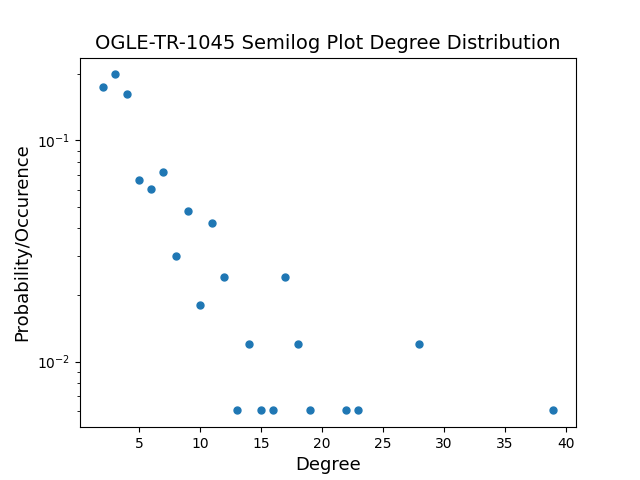 OGLE-TR-1045 Semilog Plot Degree Distribution
Probability/Occurence
10⁻¹
10⁻²
5 10 15 20 25 30 35 40
Degree